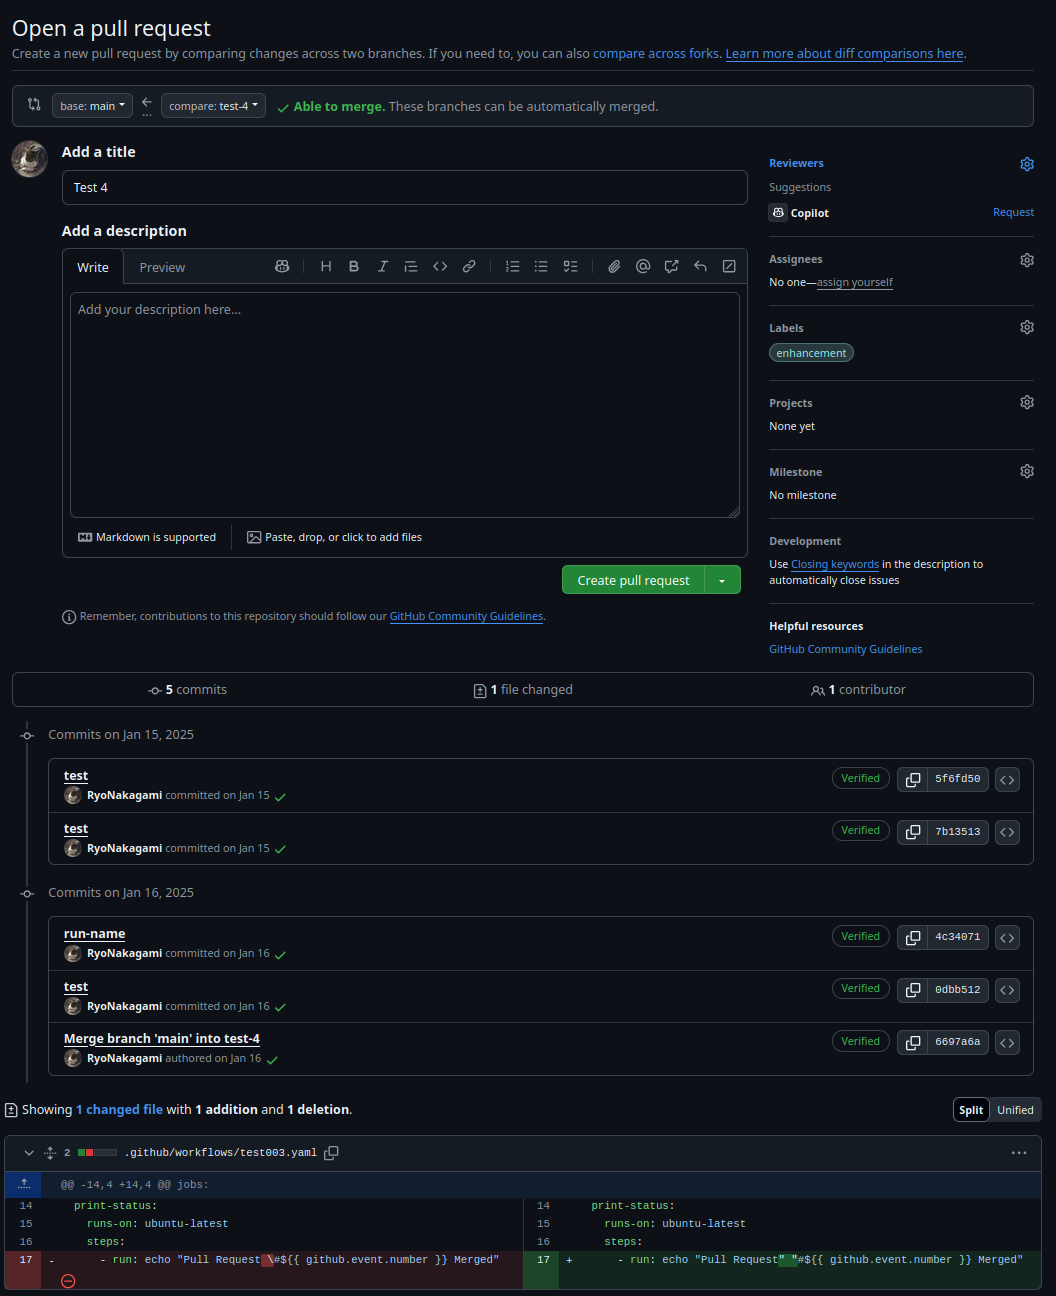 Open a pull request
Create a new pull request by comparing changes across two branches. If you need to, you can also compare across forks. Learn more about diff comparisons here.
base: main
...
compare: test-4
Able to merge. These branches can be automatically merged.
Add a title
Test 4
Add a description
Write
Preview
H B I
Add your description here...
Markdown is supported
Paste, drop, or click to add files
Create pull request
Remember, contributions to this repository should follow our GitHub Community Guidelines.
Reviewers
Suggestions
Copilot
Request
Assignees
No one—assign yourself
Labels
enhancement
Projects
None yet
Milestone
No milestone
Development
Use Closing keywords in the description to
automatically close issues
Helpful resources
GitHub Community Guidelines
5 commits
1 file changed
1 contributor
Commits on Jan 15, 2025
test
Verified
5f6fd50
RyoNakagami committed on Jan 15
test
Verified
7b13513
RyoNakagami committed on Jan 15
Commits on Jan 16, 2025
run-name
Verified
4c34071
RyoNakagami committed on Jan 16
test
Verified
0dbb512
RyoNakagami committed on Jan 16
Merge branch 'main' into test-4
Verified
6697a6a
RyoNakagami authored on Jan 16
Showing 1 changed file with 1 addition and 1 deletion.
Split
Unified
2
.github/workflows/test003.yaml
@@ -14,4 +14,4 @@ jobs:
14 print-status:
15 runs-on: ubuntu-latest
16 steps:
17 - - run: echo "Pull Request \#${{ github.event.number }} Merged"
14 print-status:
15 runs-on: ubuntu-latest
16 steps:
17 + - run: echo "Pull Request" "#${{ github.event.number }} Merged"